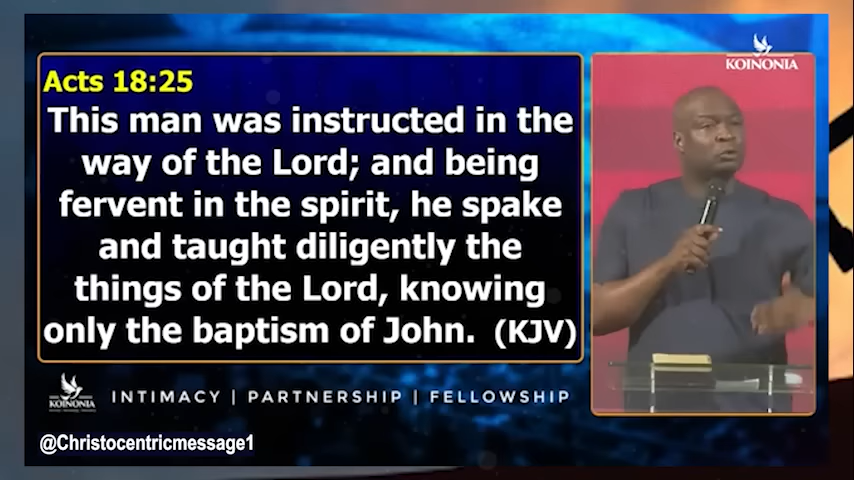 KOINONIA
Acts 18:25
This man was instructed in the
way of the Lord; and being
fervent in the spirit, he spake
and taught diligently the
things of the Lord, knowing
only the baptism of John. (KJV)
KOINONIA
INTIMACY | PARTNERSHIP | FELLOWSHIP
@Christocentricmessage1